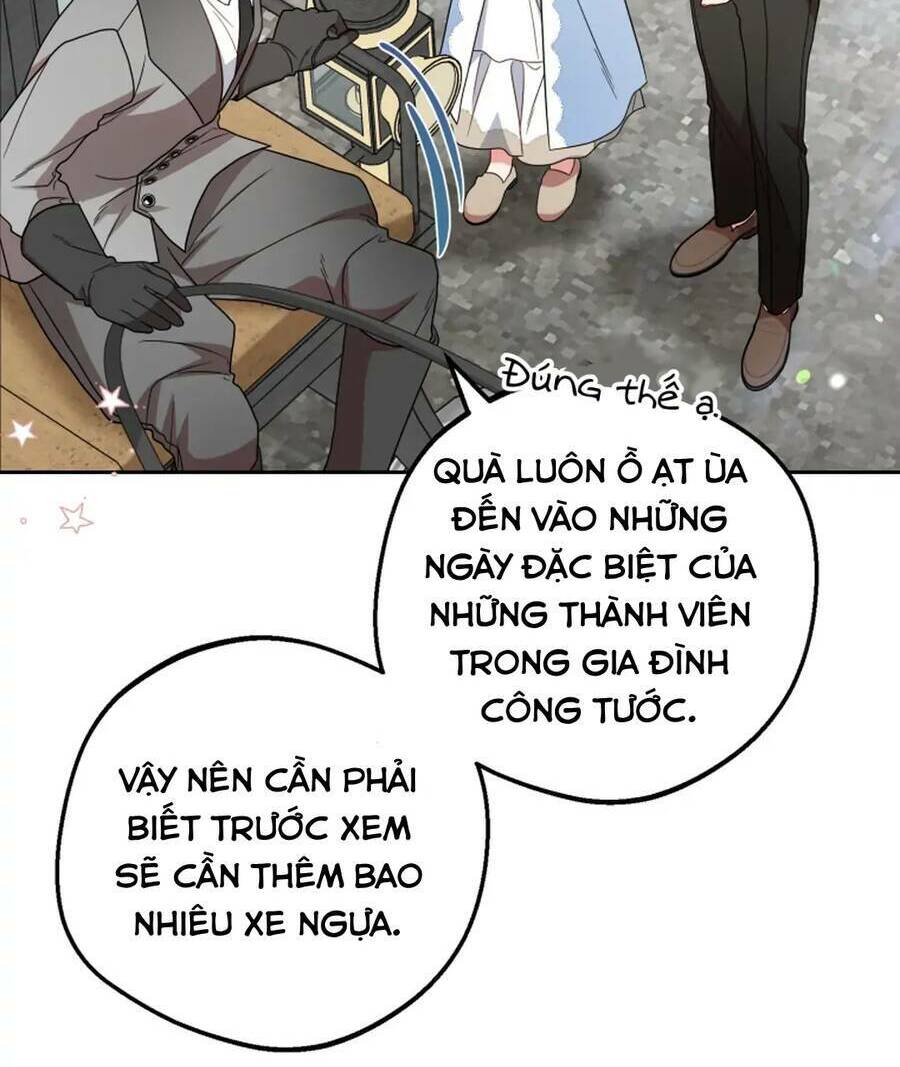 Đúng thế ạ.
QUÀ LUÔN Ồ ẠT ÙA
ĐẾN VÀO NHỮNG
NGÀY ĐẶC BIỆT CỦA
NHỮNG THÀNH VIÊN
TRONG GIA ĐÌNH
CÔNG TƯỚC.
VẬY NÊN CẦN PHẢI
BIẾT TRƯỚC XEM
SẼ CẦN THÊM BAO
NHIÊU XE NGỰA.